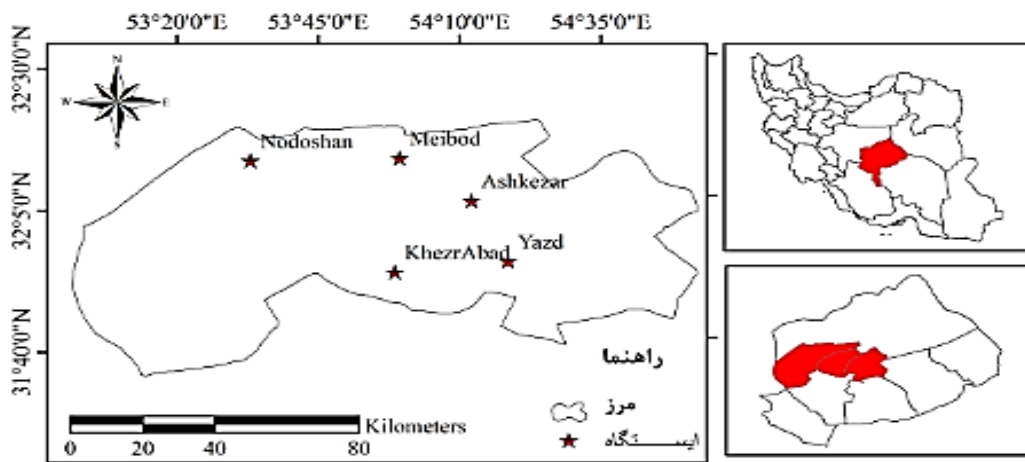 53°20'0"E 53°45'0"E 54°10'0"E 54°35'0"E
32°30'0"N
N
W E
S
Nodoshan Meibod
Ashkezar
32°5'0"N
KhezrAbad Yazd
31°40'0"N
راهنما
مرز
ایستگاه
Kilometers
0 20 40 80